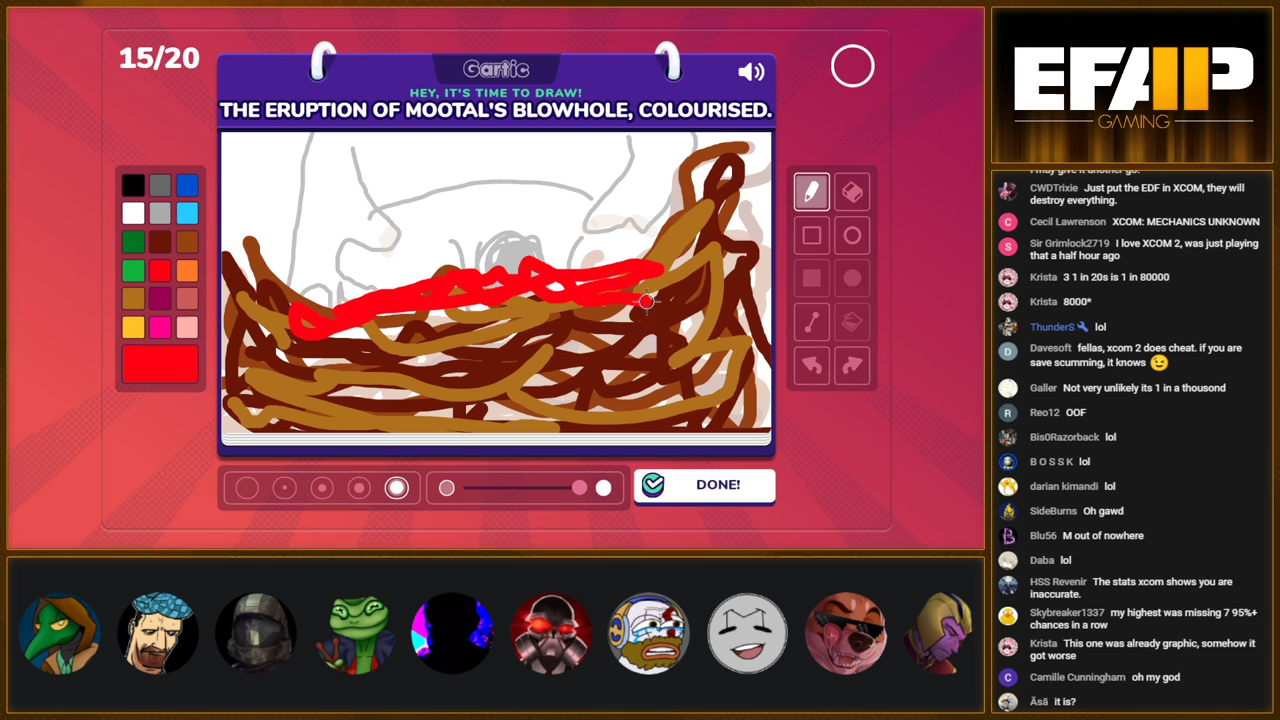 15/20
Gartic
HEY, IT'S TIME TO DRAW!
THE ERUPTION OF MOOTAL'S BLOWHOLE, COLOURISED.
DONE!
EFAP
GAMING
I may give it another go.
CWDTrixie Just put the EDF in XCOM, they will
destroy everything.
Cecil Lawrenson XCOM: MECHANICS UNKNOWN
Sir Grimlock2719 I love XCOM 2, was just playing
that a half hour ago
Krista 3 1 in 20s is 1 in 80000
Krista 8000*
ThunderS lol
Davesoft fellas, xcom 2 does cheat. if you are
save scumming, it knows 😉
Galler Not very unlikely its 1 in a thousond
Reo12 OOF
Bis0Razorback lol
B O S S K lol
darian kimandi lol
SideBurns Oh gawd
Blu56 M out of nowhere
Daba lol
HSS Revenir The stats xcom shows you are
inaccurate.
Skybreaker1337 my highest was missing 7 95%+
chances in a row
Krista This one was already graphic, somehow it
got worse
Camille Cunningham oh my god
Äsä it is?